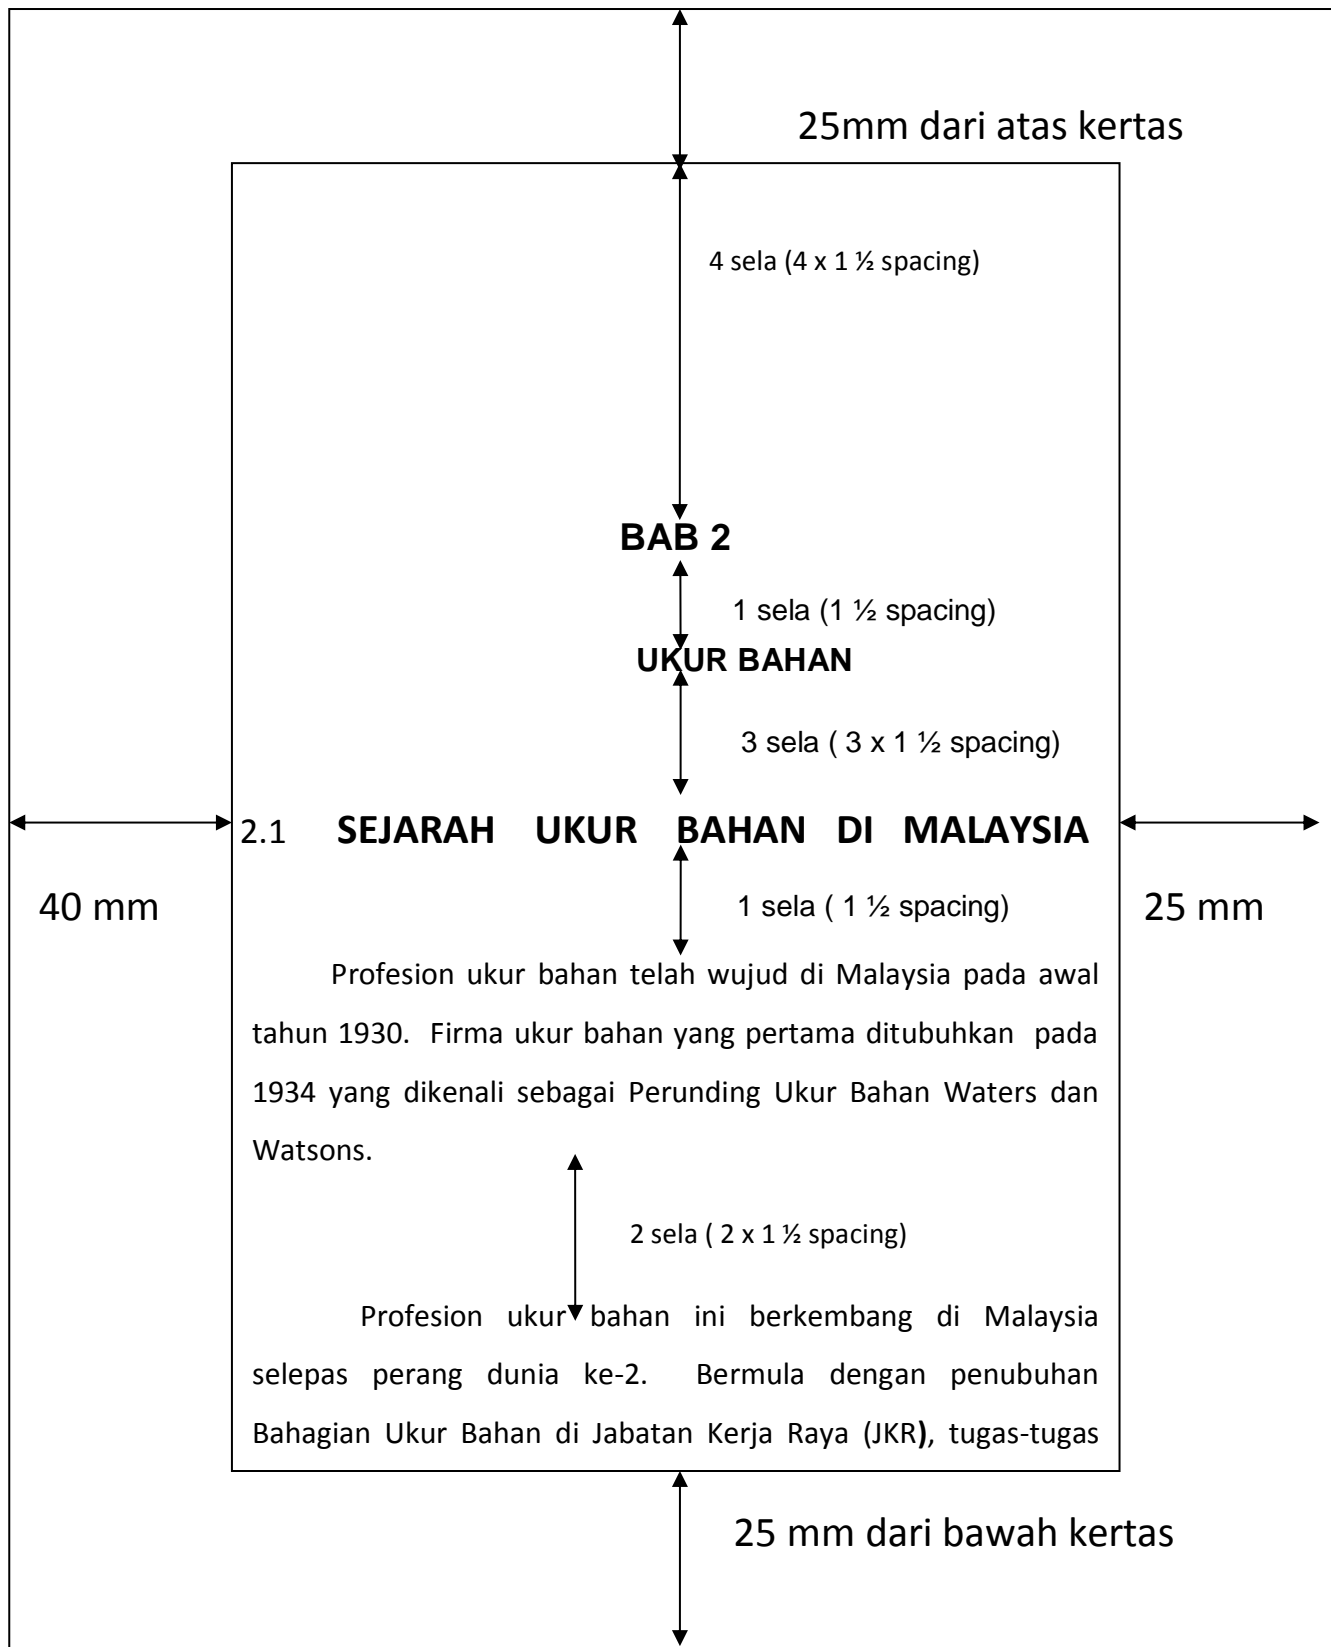 25mm dari atas kertas
4 sela (4 x 1 ½ spacing)
BAB 2
1 sela (1 ½ spacing)
UKUR BAHAN
3 sela ( 3 x 1 ½ spacing)
2.1 SEJARAH UKUR BAHAN DI MALAYSIA
40 mm
1 sela ( 1 ½ spacing)
25 mm
Profesion ukur bahan telah wujud di Malaysia pada awal
tahun 1930. Firma ukur bahan yang pertama ditubuhkan pada
1934 yang dikenali sebagai Perunding Ukur Bahan Waters dan
Watsons.
2 sela ( 2 x 1 ½ spacing)
Profesion ukur bahan ini berkembang di Malaysia
selepas perang dunia ke-2. Bermula dengan penubuhan
Bahagian Ukur Bahan di Jabatan Kerja Raya (JKR), tugas-tugas
25 mm dari bawah kertas